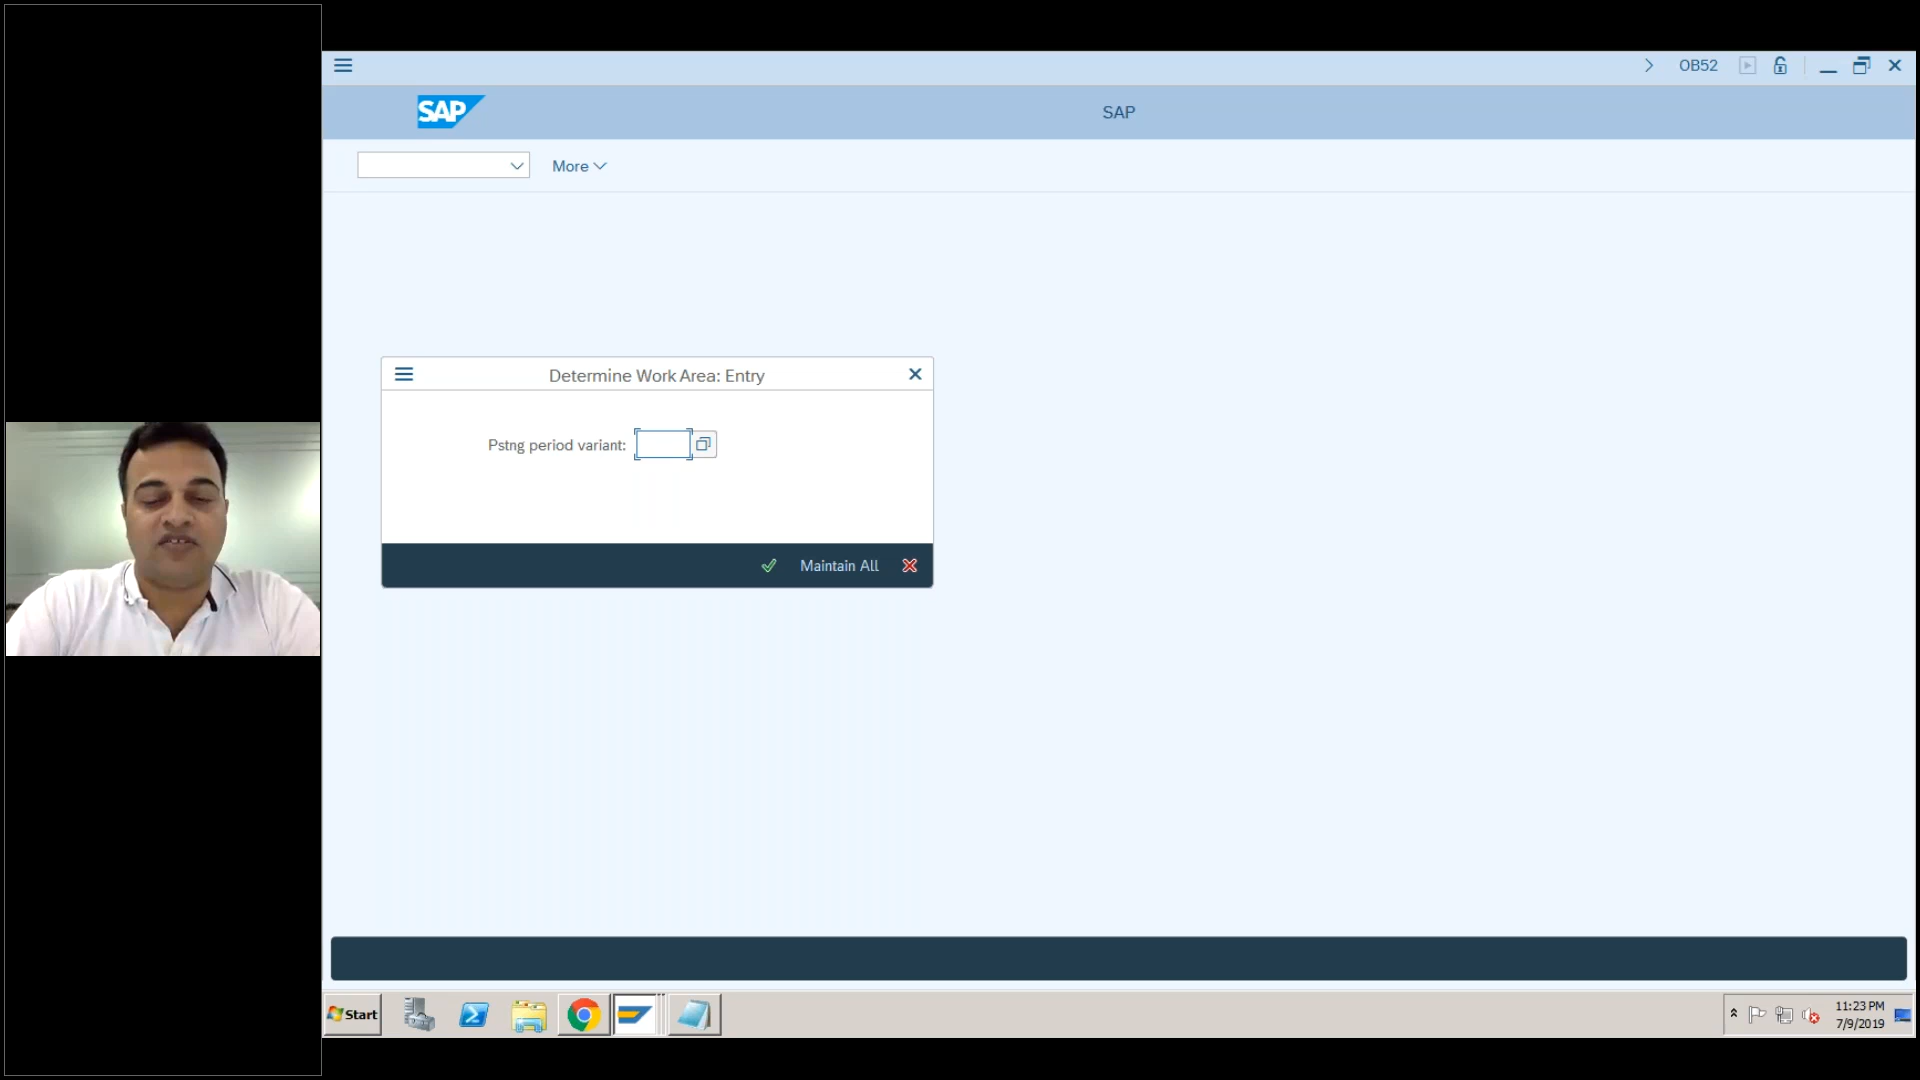 OB52
SAP
SAP
More
Determine Work Area: Entry
Pstng period variant:
Maintain All
Start
11:23 PM
7/9/2019